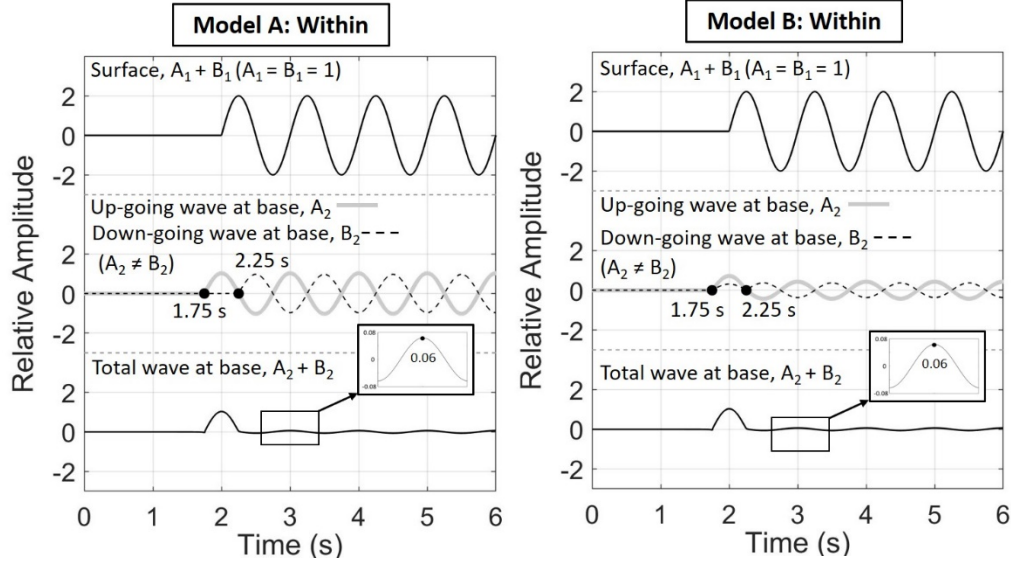 Model A: Within
Relative Amplitude
Surface, A₁ + B₁ (A₁ = B₁ = 1)
2
0
-2
Up-going wave at base, A₂
Down-going wave at base, B₂
(A₂ ≠ B₂)
2.25 s
2
0
-2
1.75 s
0.08
0
-0.08
0.06
Total wave at base, A₂ + B₂
2
0
-2
0 1 2 3 4 5 6
Time (s)
Model B: Within
Relative Amplitude
Surface, A₁ + B₁ (A₁ = B₁ = 1)
2
0
-2
Up-going wave at base, A₂
Down-going wave at base, B₂
(A₂ ≠ B₂)
2
0
-2
1.75 s 2.25 s
0.08
0
-0.08
0.06
Total wave at base, A₂ + B₂
2
0
-2
0 1 2 3 4 5 6
Time (s)